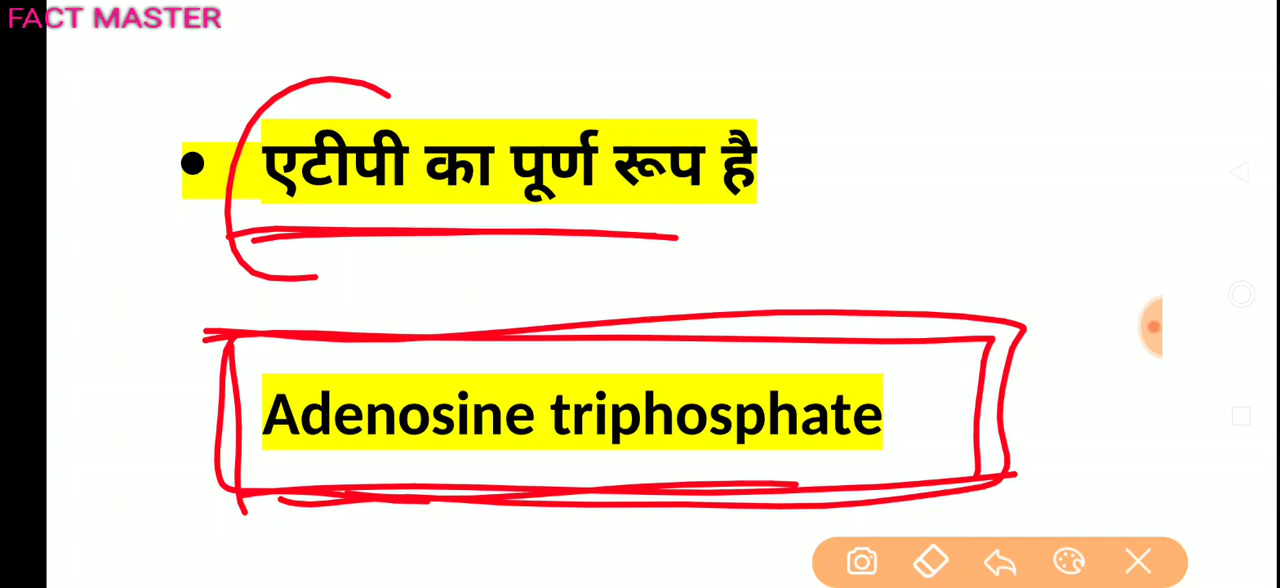 FACT MASTER
• एटीपी का पूर्ण रूप है
Adenosine triphosphate